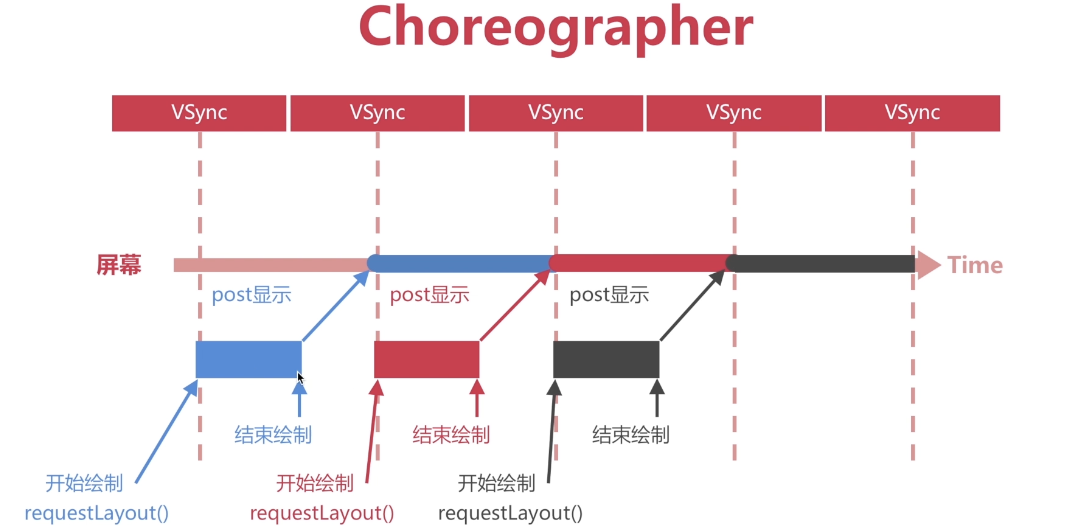 Choreographer
VSync VSync VSync VSync VSync
屏幕
Time
post显示 post显示 post显示
结束绘制 结束绘制 结束绘制
开始绘制 开始绘制 开始绘制
requestLayout() requestLayout() requestLayout()